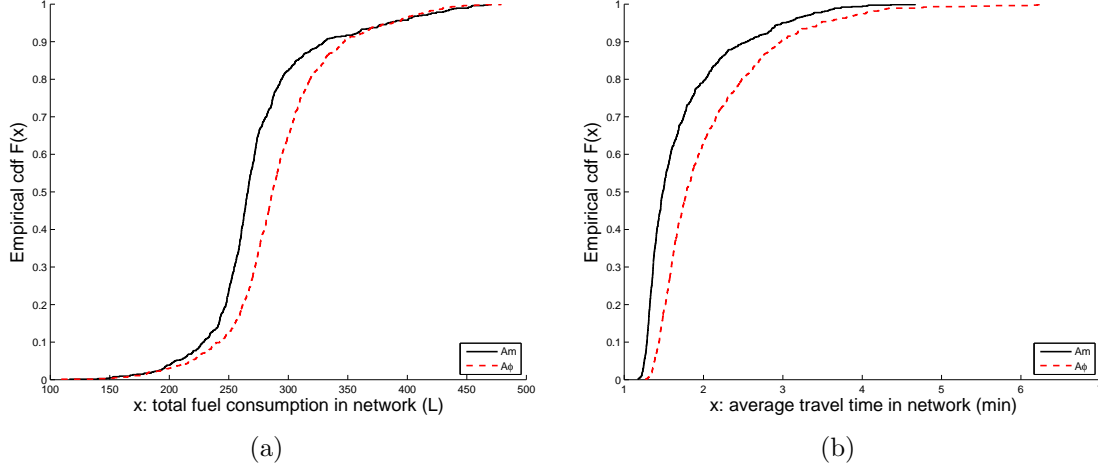 1
0.9
0.8
0.7
0.6
0.5
0.4
0.3
0.2
0.1
0
Empirical cdf F(x)
100 150 200 250 300 350 400 450 500
x: total fuel consumption in network (L)
Am
Aϕ
(a)
1
0.9
0.8
0.7
0.6
0.5
0.4
0.3
0.2
0.1
0
Empirical cdf F(x)
1 2 3 4 5 6 7
x: average travel time in network (min)
Am
Aϕ
(b)